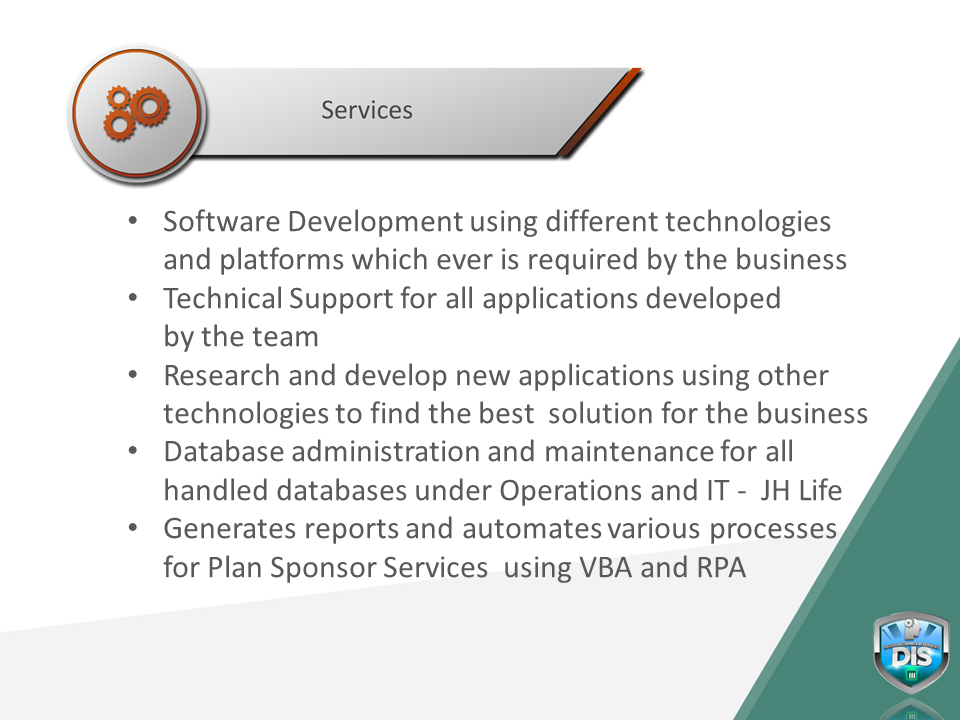 Services
• Software Development using different technologies
and platforms which ever is required by the business
• Technical Support for all applications developed
by the team
• Research and develop new applications using other
technologies to find the best  solution for the business
• Database administration and maintenance for all
handled databases under Operations and IT -  JH Life
• Generates reports and automates various processes
for Plan Sponsor Services  using VBA and RPA
DIS